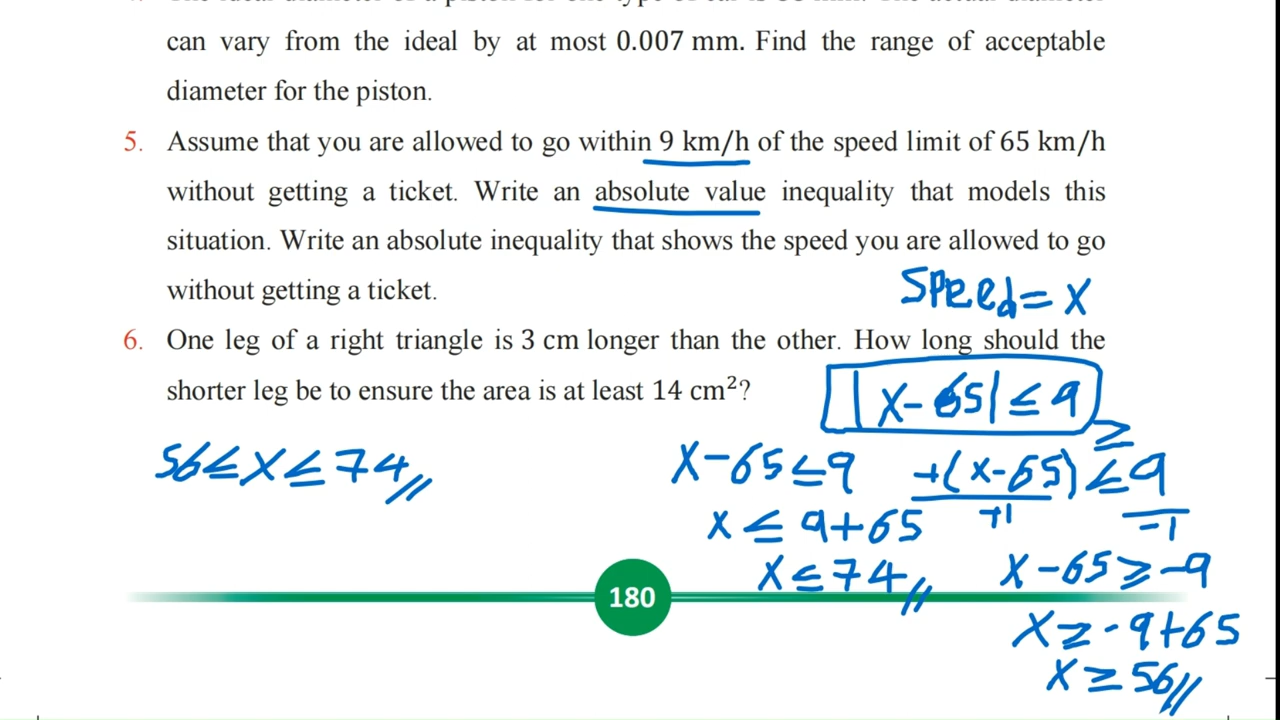 can vary from the ideal by at most 0.007 mm. Find the range of acceptable
diameter for the piston.
5. Assume that you are allowed to go within 9 km/h of the speed limit of 65 km/h
without getting a ticket. Write an absolute value inequality that models this
situation. Write an absolute inequality that shows the speed you are allowed to go
without getting a ticket.
Speed = x
6. One leg of a right triangle is 3 cm longer than the other. How long should the
shorter leg be to ensure the area is at least 14 cm²?
|x - 65| ≤ 9
≥
56 ≤ x ≤ 74 //
x - 65 ≤ 9
+(x - 65) ≤ 9
+1 -1
x ≤ 9 + 65
x ≤ 74 //
x - 65 ≥ -9
180
x ≥ -9 + 65
x ≥ 56 //